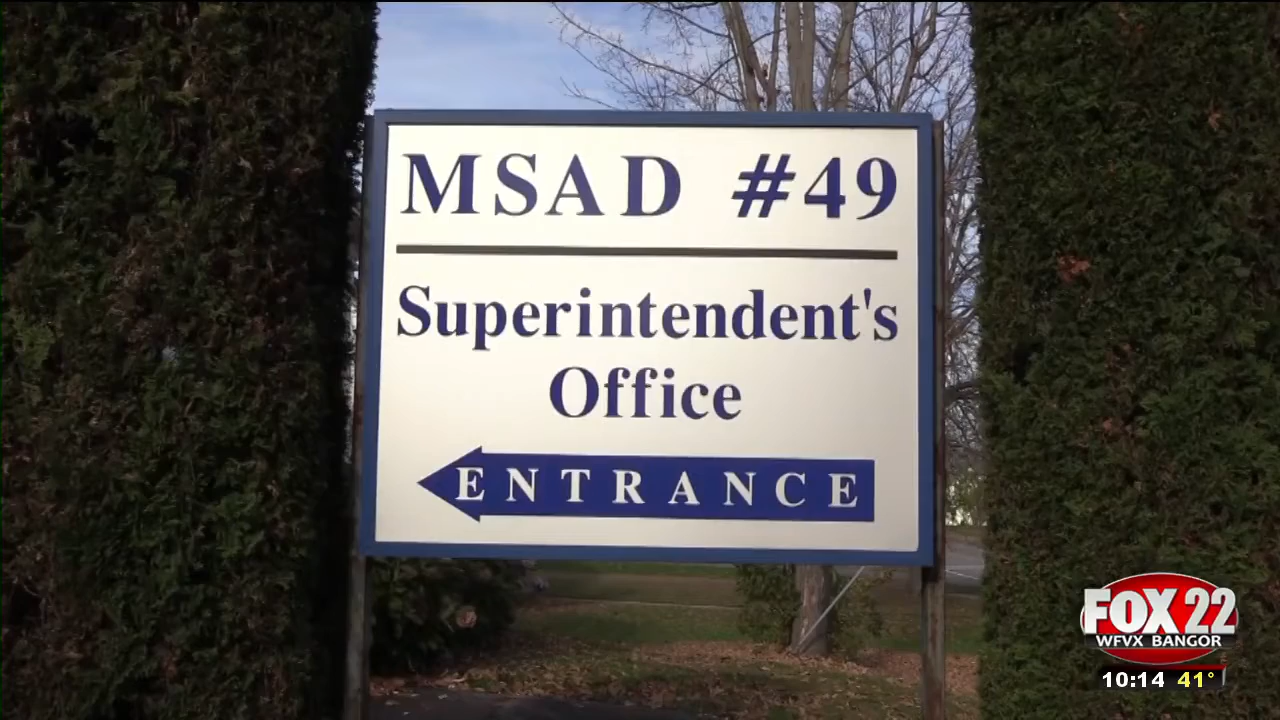 MSAD #49
Superintendent's
Office
ENTRANCE
FOX 22
WFVX BANGOR
10:14 41°